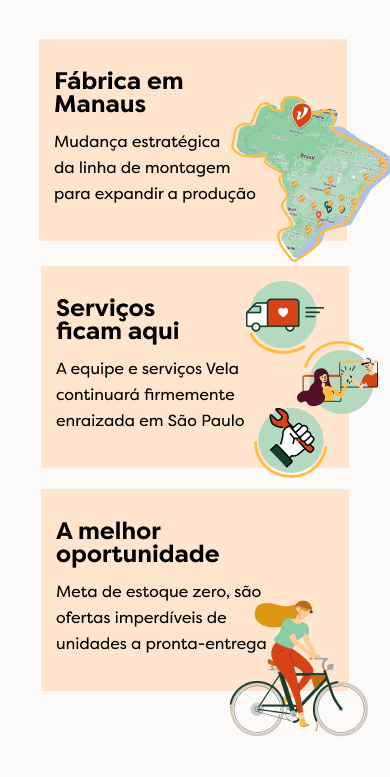 Fábrica em
Manaus
Mudança estratégica
da linha de montagem
para expandir a produção
Brasil
Serviços
ficam aqui
A equipe e serviços Vela
continuará firmemente
enraizada em São Paulo
A melhor
oportunidade
Meta de estoque zero, são
ofertas imperdíveis de
unidades a pronta-entrega